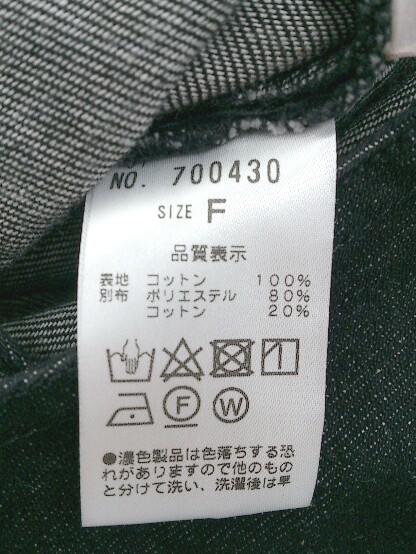 NO. 700430
SIZE F
品質表示
表地 コットン 100%
別布 ポリエステル 80%
コットン 20%
F W
●濃色製品は色落ちする恐
れがありますので他のもの
と分けて洗い、洗濯後は早